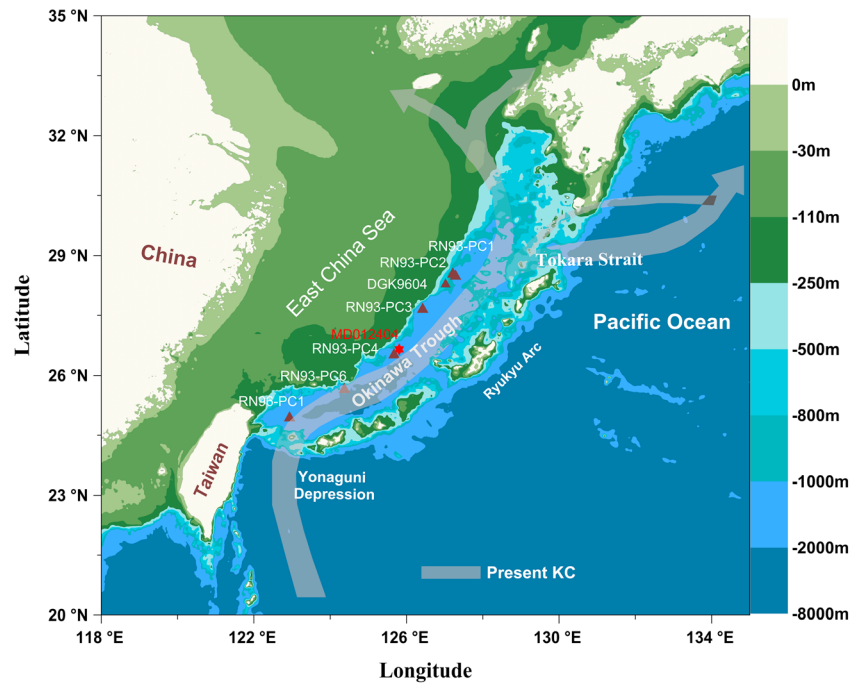 35 °N
32 °N
29 °N
26 °N
23 °N
20 °N
Latitude
118 °E
122 °E
126 °E
130 °E
134 °E
Longitude
China
East China Sea
RN93-PC1
RN93-PC2
DGK9604
RN93-PC3
MD012404
RN93-PC4
RN93-PG6
RN93-PC1
Okinawa Trough
Tokara Strait
Pacific Ocean
Ryukyu Arc
Taiwan
Yonaguni
Depression
Present KC
0m
-30m
-110m
-250m
-500m
-800m
-1000m
-2000m
-8000m